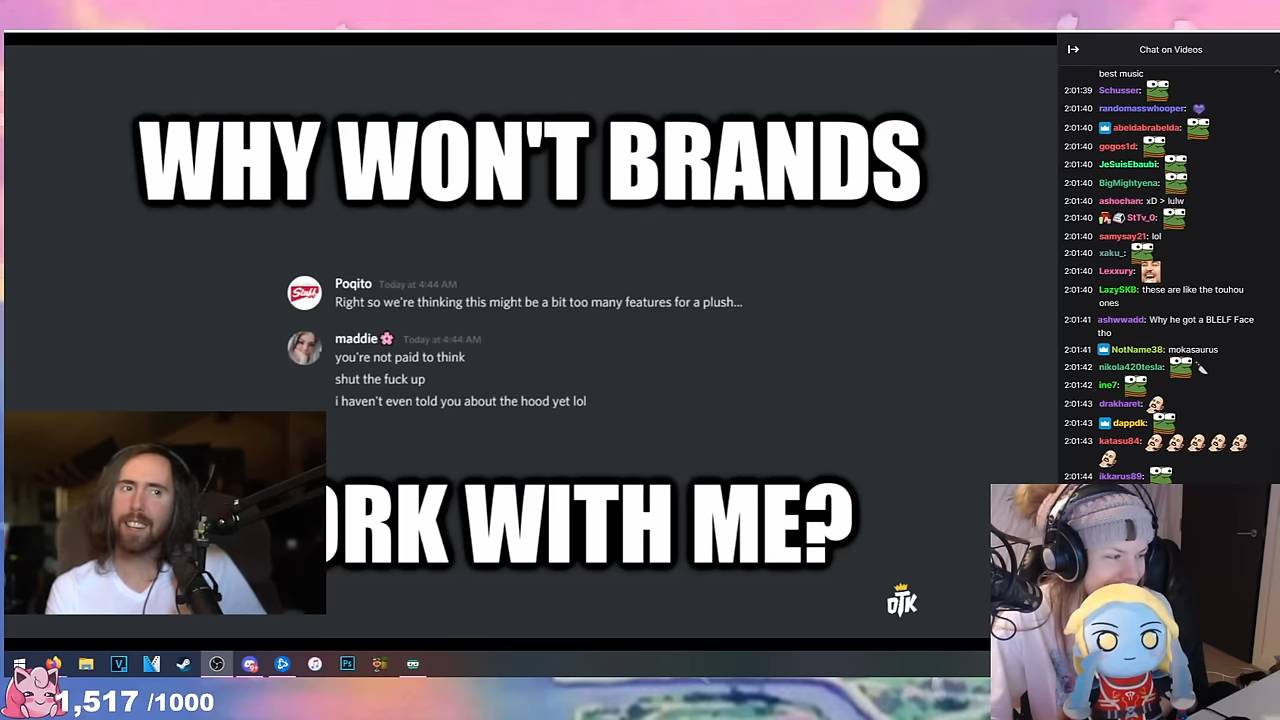 Chat on Videos
WHY WON'T BRANDS
Poqito Today at 4:44 AM
Right so we're thinking this might be a bit too many features for a plush...
maddie🌸 Today at 4:44 AM
you're not paid to think
shut the fuck up
i haven't even told you about the hood yet lol
ORK WITH ME?
OTK
best music
2:01:39 Schusser:
2:01:40 randomasswhooper: 💜
2:01:40 abeldabrabelda:
2:01:40 gogos1d:
2:01:40 JeSuisEbaubi:
2:01:40 BigMightyena:
2:01:40 ashochan: xD > lulw
2:01:40 StTv_0:
2:01:40 samysay21: lol
2:01:40 xaku_:
2:01:40 Lexxury:
2:01:40 LazySKB: these are like the touhou
ones
2:01:41 ashwwadd: Why he got a BLELF Face
tho
2:01:41 NotName38: mokasaurus
2:01:42 nikola420tesla:
2:01:42 ine7:
2:01:43 drakharet:
2:01:43 dappdk:
2:01:43 katasu84:
2:01:44 ikkarus89:
Ps
1,517 /1000